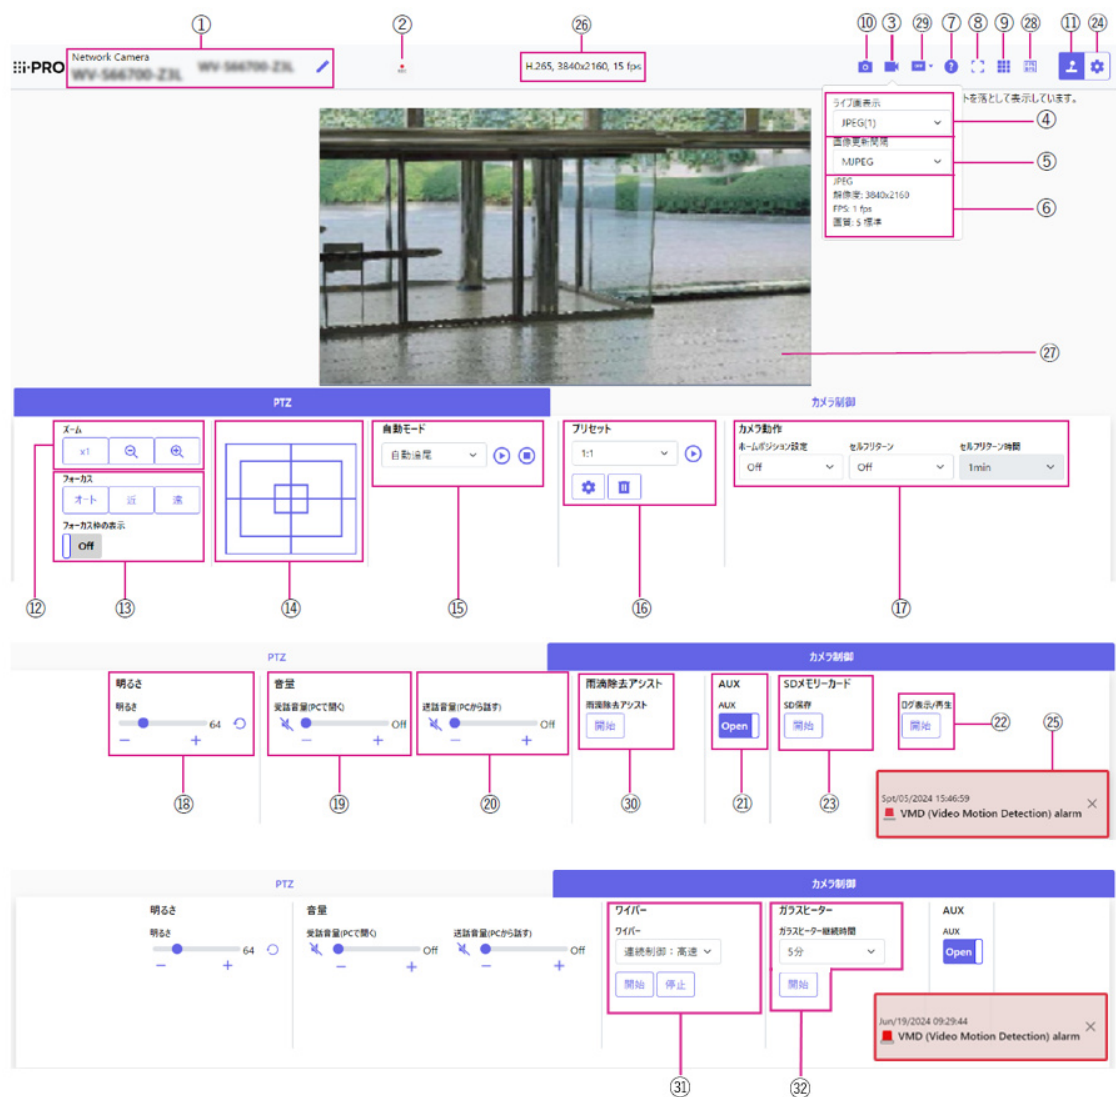 ① ② ㉖ ⑩ ③ ㉙ ⑦ ⑧ ⑨ ㉘ ⑪ ㉔
i-PRO
Network Camera
WV-S66700-Z3L WV-S66700-Z3L
REC
H.265, 3840x2160, 15 fps
トを落として表示しています。
ライブ画表示
JPEG(1)
④
画像更新間隔
MJPEG
⑤
JPEG
解像度: 3840x2160
FPS: 1 fps
画質: 5 標準
⑥
㉗
PTZ カメラ制御
ズーム
x1
フォーカス
オート 近 遠
フォーカス枠の表示
Off
自動モード
自動追尾
プリセット
1:1
カメラ動作
ホームポジション設定 セルフリターン セルフリターン時間
Off Off 1min
⑫ ⑬ ⑭ ⑮ ⑯ ⑰
PTZ カメラ制御
明るさ
明るさ
64
音量
受話音量(PCで聞く)
Off
送話音量(PCから話す)
Off
雨滴除去アシスト
雨滴除去アシスト
開始
AUX
AUX
Open
SDメモリーカード
SD保存
開始
ログ表示/再生
開始
㉒ ㉕
⑱ ⑲ ⑳ ㉚ ㉑ ㉓
Spt/05/2024 15:46:59
VMD (Video Motion Detection) alarm
PTZ カメラ制御
明るさ
明るさ
64
音量
受話音量(PCで聞く)
Off
送話音量(PCから話す)
Off
ワイパー
ワイパー
連続制御：高速
開始 停止
ガラスヒーター
ガラスヒーター継続時間
5分
開始
AUX
AUX
Open
Jun/19/2024 09:29:44
VMD (Video Motion Detection) alarm
㉛ ㉜